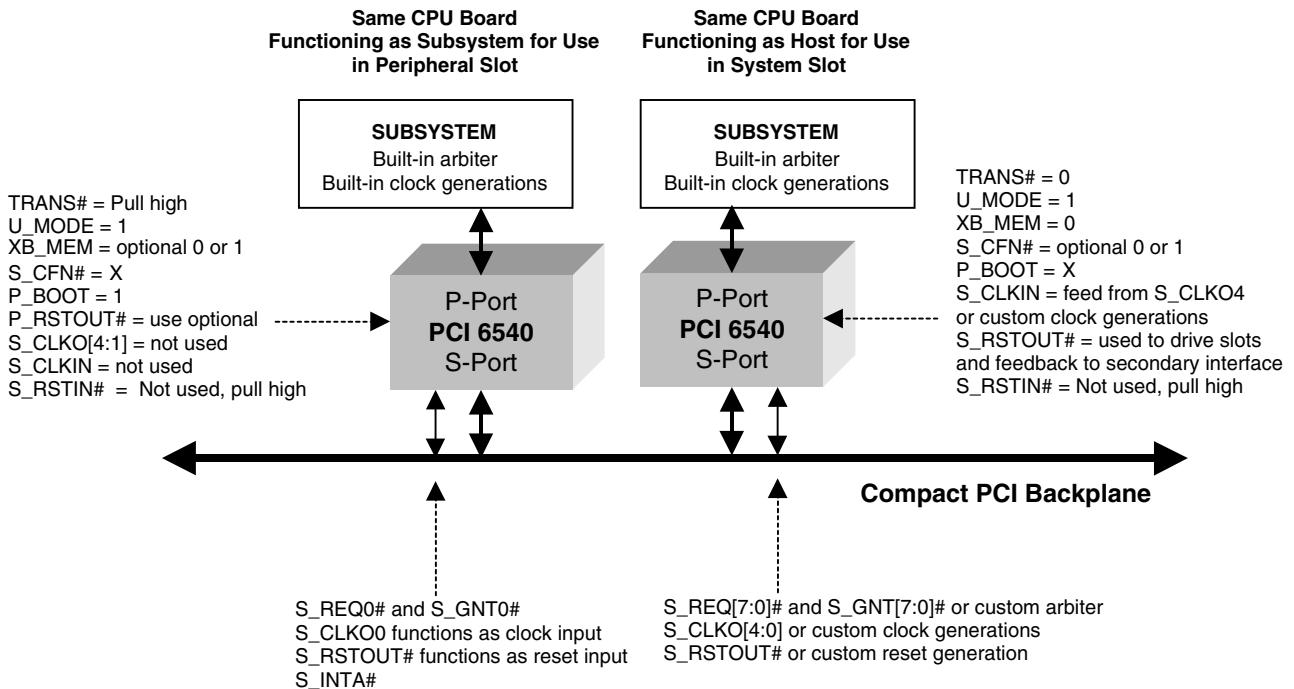 Same CPU Board
Functioning as Subsystem for Use
in Peripheral Slot
Same CPU Board
Functioning as Host for Use
in System Slot
SUBSYSTEM
Built-in arbiter
Built-in clock generations
SUBSYSTEM
Built-in arbiter
Built-in clock generations
TRANS# = Pull high
U_MODE = 1
XB_MEM = optional 0 or 1
S_CFN# = X
P_BOOT = 1
P_RSTOUT# = use optional
S_CLKO[4:1] = not used
S_CLKIN = not used
S_RSTIN# = Not used, pull high
P-Port
PCI 6540
S-Port
P-Port
PCI 6540
S-Port
TRANS# = 0
U_MODE = 1
XB_MEM = 0
S_CFN# = optional 0 or 1
P_BOOT = X
S_CLKIN = feed from S_CLKO4
or custom clock generations
S_RSTOUT# = used to drive slots
and feedback to secondary interface
S_RSTIN# = Not used, pull high
Compact PCI Backplane
S_REQ0# and S_GNT0#
S_CLKO0 functions as clock input
S_RSTOUT# functions as reset input
S_INTA#
S_REQ[7:0]# and S_GNT[7:0]# or custom arbiter
S_CLKO[4:0] or custom clock generations
S_RSTOUT# or custom reset generation